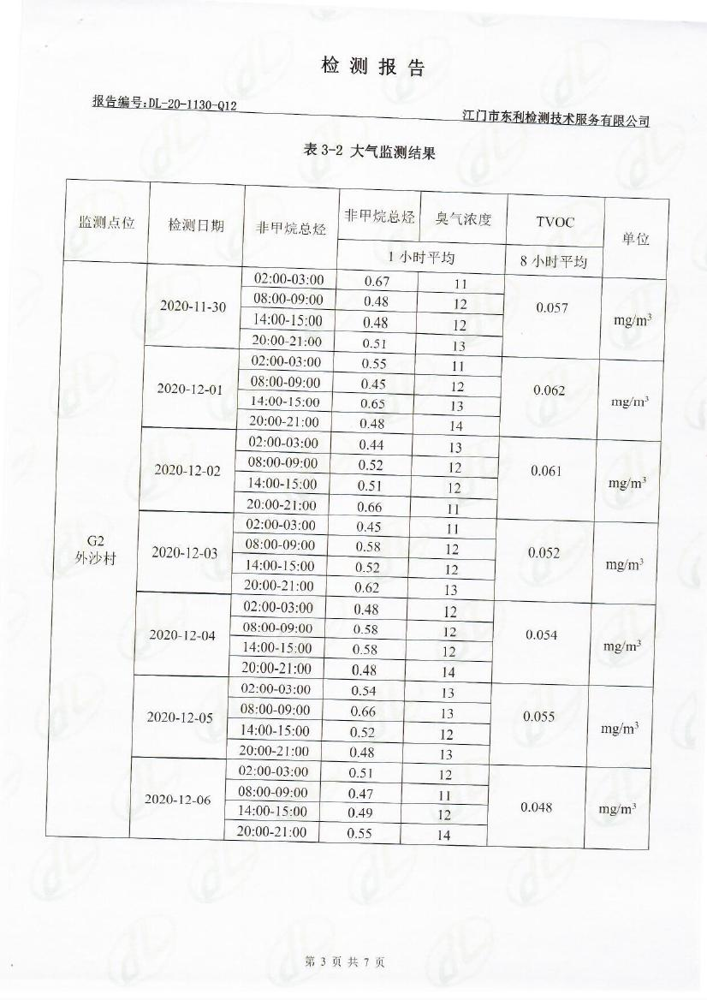 检测报告
报告编号:DL-20-1130-Q12 江门市东利检测技术服务有限公司
表 3-2 大气监测结果
监测点位 检测日期 非甲烷总烃 非甲烷总烃 臭气浓度 TVOC 单位
1 小时平均 8 小时平均
G2
外沙村
2020-11-30 02:00-03:00 0.67 11 0.057 mg/m³
08:00-09:00 0.48 12
14:00-15:00 0.48 12
20:00-21:00 0.51 13
2020-12-01 02:00-03:00 0.55 11 0.062 mg/m³
08:00-09:00 0.45 12
14:00-15:00 0.65 13
20:00-21:00 0.48 14
2020-12-02 02:00-03:00 0.44 13 0.061 mg/m³
08:00-09:00 0.52 12
14:00-15:00 0.51 12
20:00-21:00 0.66 11
2020-12-03 02:00-03:00 0.45 11 0.052 mg/m³
08:00-09:00 0.58 12
14:00-15:00 0.52 12
20:00-21:00 0.62 13
2020-12-04 02:00-03:00 0.48 12 0.054 mg/m³
08:00-09:00 0.58 12
14:00-15:00 0.58 12
20:00-21:00 0.48 14
2020-12-05 02:00-03:00 0.54 13 0.055 mg/m³
08:00-09:00 0.66 13
14:00-15:00 0.52 12
20:00-21:00 0.48 13
2020-12-06 02:00-03:00 0.51 12 0.048 mg/m³
08:00-09:00 0.47 11
14:00-15:00 0.49 12
20:00-21:00 0.55 14
第 3 页 共 7 页